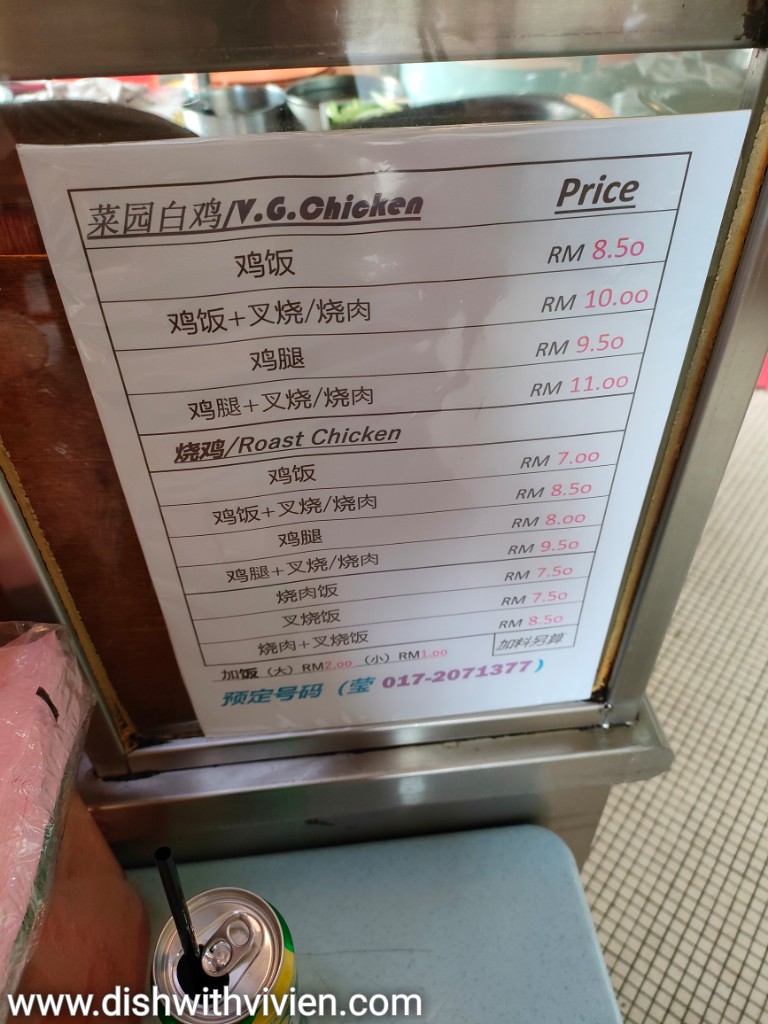 菜园白鸡/V.G.Chicken Price
鸡饭 RM 8.50
鸡饭+叉烧/烧肉 RM 10.00
鸡腿 RM 9.50
鸡腿+叉烧/烧肉 RM 11.00
烧鸡/Roast Chicken
鸡饭 RM 7.00
鸡饭+叉烧/烧肉 RM 8.50
鸡腿 RM 8.00
鸡腿+叉烧/烧肉 RM 9.50
烧肉饭 RM 7.50
叉烧饭 RM 7.50
烧肉+叉烧饭 RM 8.50
加料另算
加饭（大）RM2.00（小）RM1.00
预定号码（莹 017-2071377）
www.dishwithvivien.com